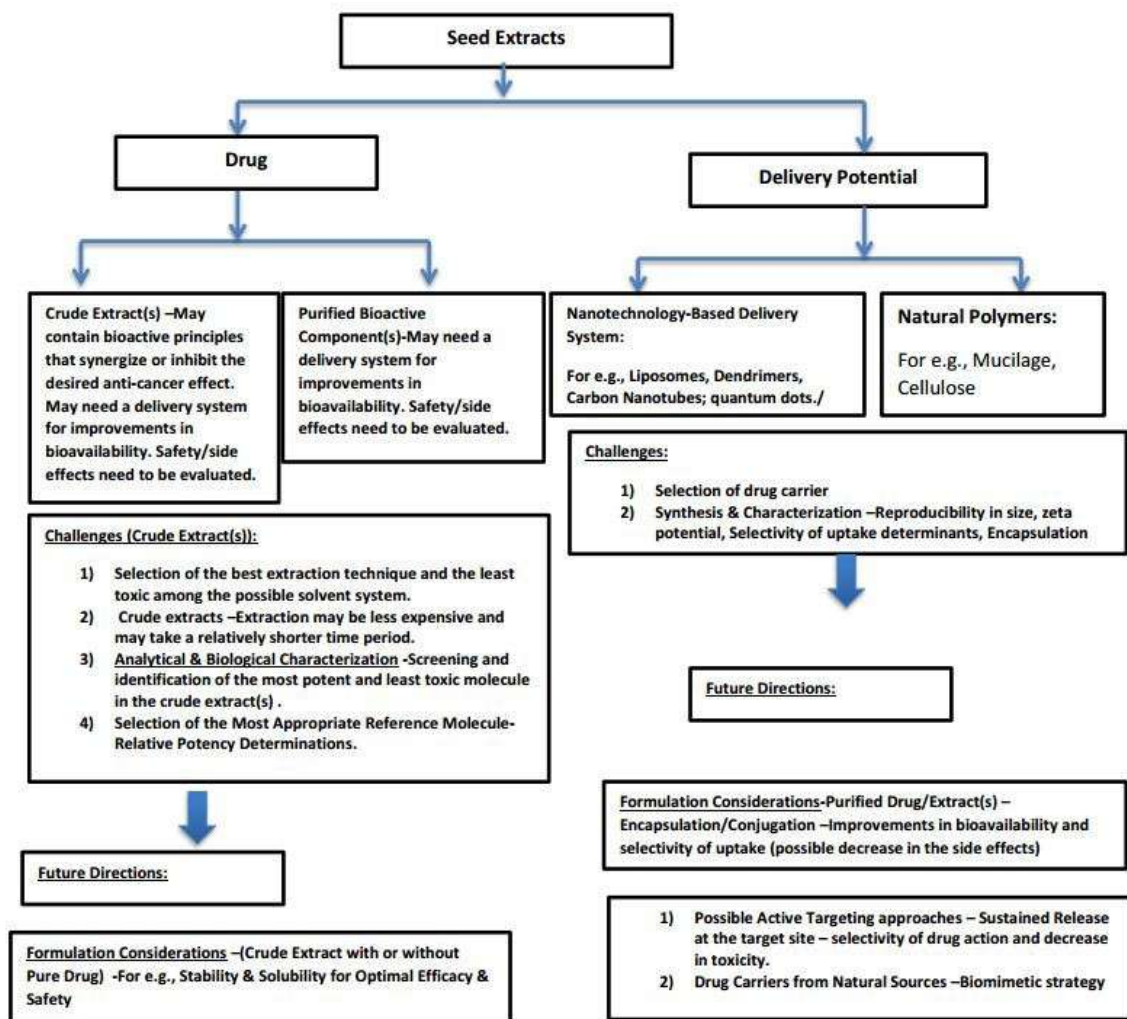 Seed Extracts
Drug
Delivery Potential
Crude Extract(s) –May
contain bioactive principles
that synergize or inhibit the
desired anti-cancer effect.
May need a delivery system
for improvements in
bioavailability. Safety/side
effects need to be evaluated.
Purified Bioactive
Component(s)-May need a
delivery system for
improvements in
bioavailability. Safety/side
effects need to be evaluated.
Nanotechnology-Based Delivery
System:
For e.g., Liposomes, Dendrimers,
Carbon Nanotubes; quantum dots./
Natural Polymers:
For e.g., Mucilage,
Cellulose
Challenges:
1) Selection of drug carrier
2) Synthesis & Characterization –Reproducibility in size, zeta
potential, Selectivity of uptake determinants, Encapsulation
Challenges (Crude Extract(s)):
1) Selection of the best extraction technique and the least
toxic among the possible solvent system.
2) Crude extracts –Extraction may be less expensive and
may take a relatively shorter time period.
3) Analytical & Biological Characterization -Screening and
identification of the most potent and least toxic molecule
in the crude extract(s) .
4) Selection of the Most Appropriate Reference Molecule-
Relative Potency Determinations.
Future Directions:
Formulation Considerations –(Crude Extract with or without
Pure Drug) -For e.g., Stability & Solubility for Optimal Efficacy &
Safety
Future Directions:
Formulation Considerations-Purified Drug/Extract(s) –
Encapsulation/Conjugation –Improvements in bioavailability and
selectivity of uptake (possible decrease in the side effects)
1) Possible Active Targeting approaches – Sustained Release
at the target site – selectivity of drug action and decrease
in toxicity.
2) Drug Carriers from Natural Sources –Biomimetic strategy